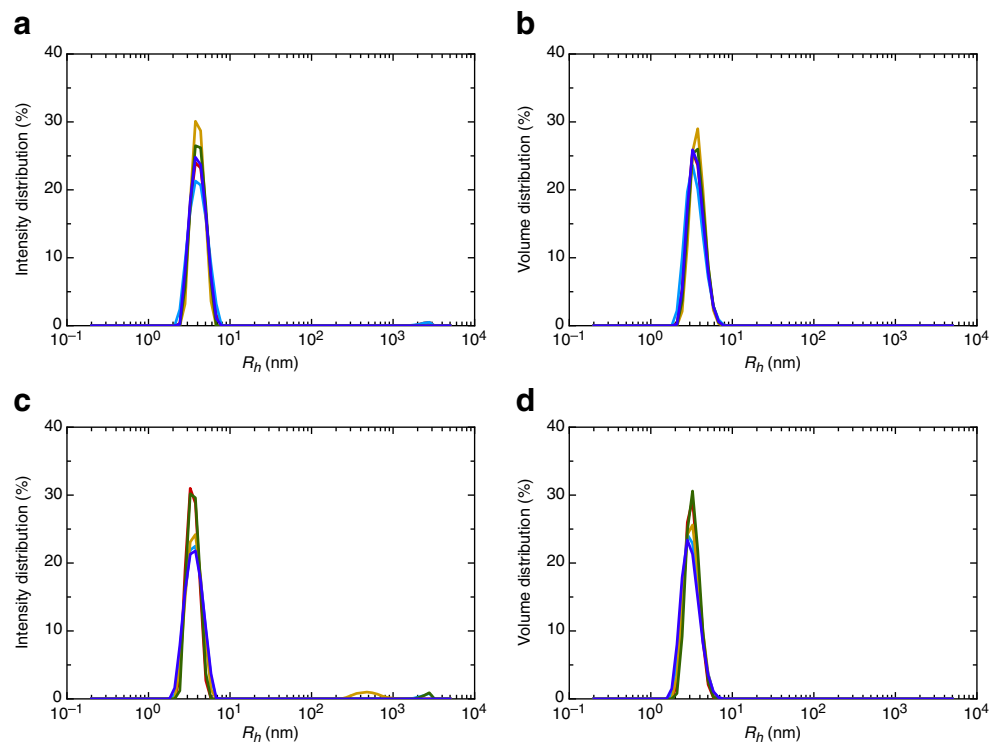 a
40
30
20
10
0
Intensity distribution (%)
10⁻¹ 10⁰ 10¹ 10² 10³ 10⁴
Rₕ (nm)
b
40
30
20
10
0
Volume distribution (%)
10⁻¹ 10⁰ 10¹ 10² 10³ 10⁴
Rₕ (nm)
c
40
30
20
10
0
Intensity distribution (%)
10⁻¹ 10⁰ 10¹ 10² 10³ 10⁴
Rₕ (nm)
d
40
30
20
10
0
Volume distribution (%)
10⁻¹ 10⁰ 10¹ 10² 10³ 10⁴
Rₕ (nm)